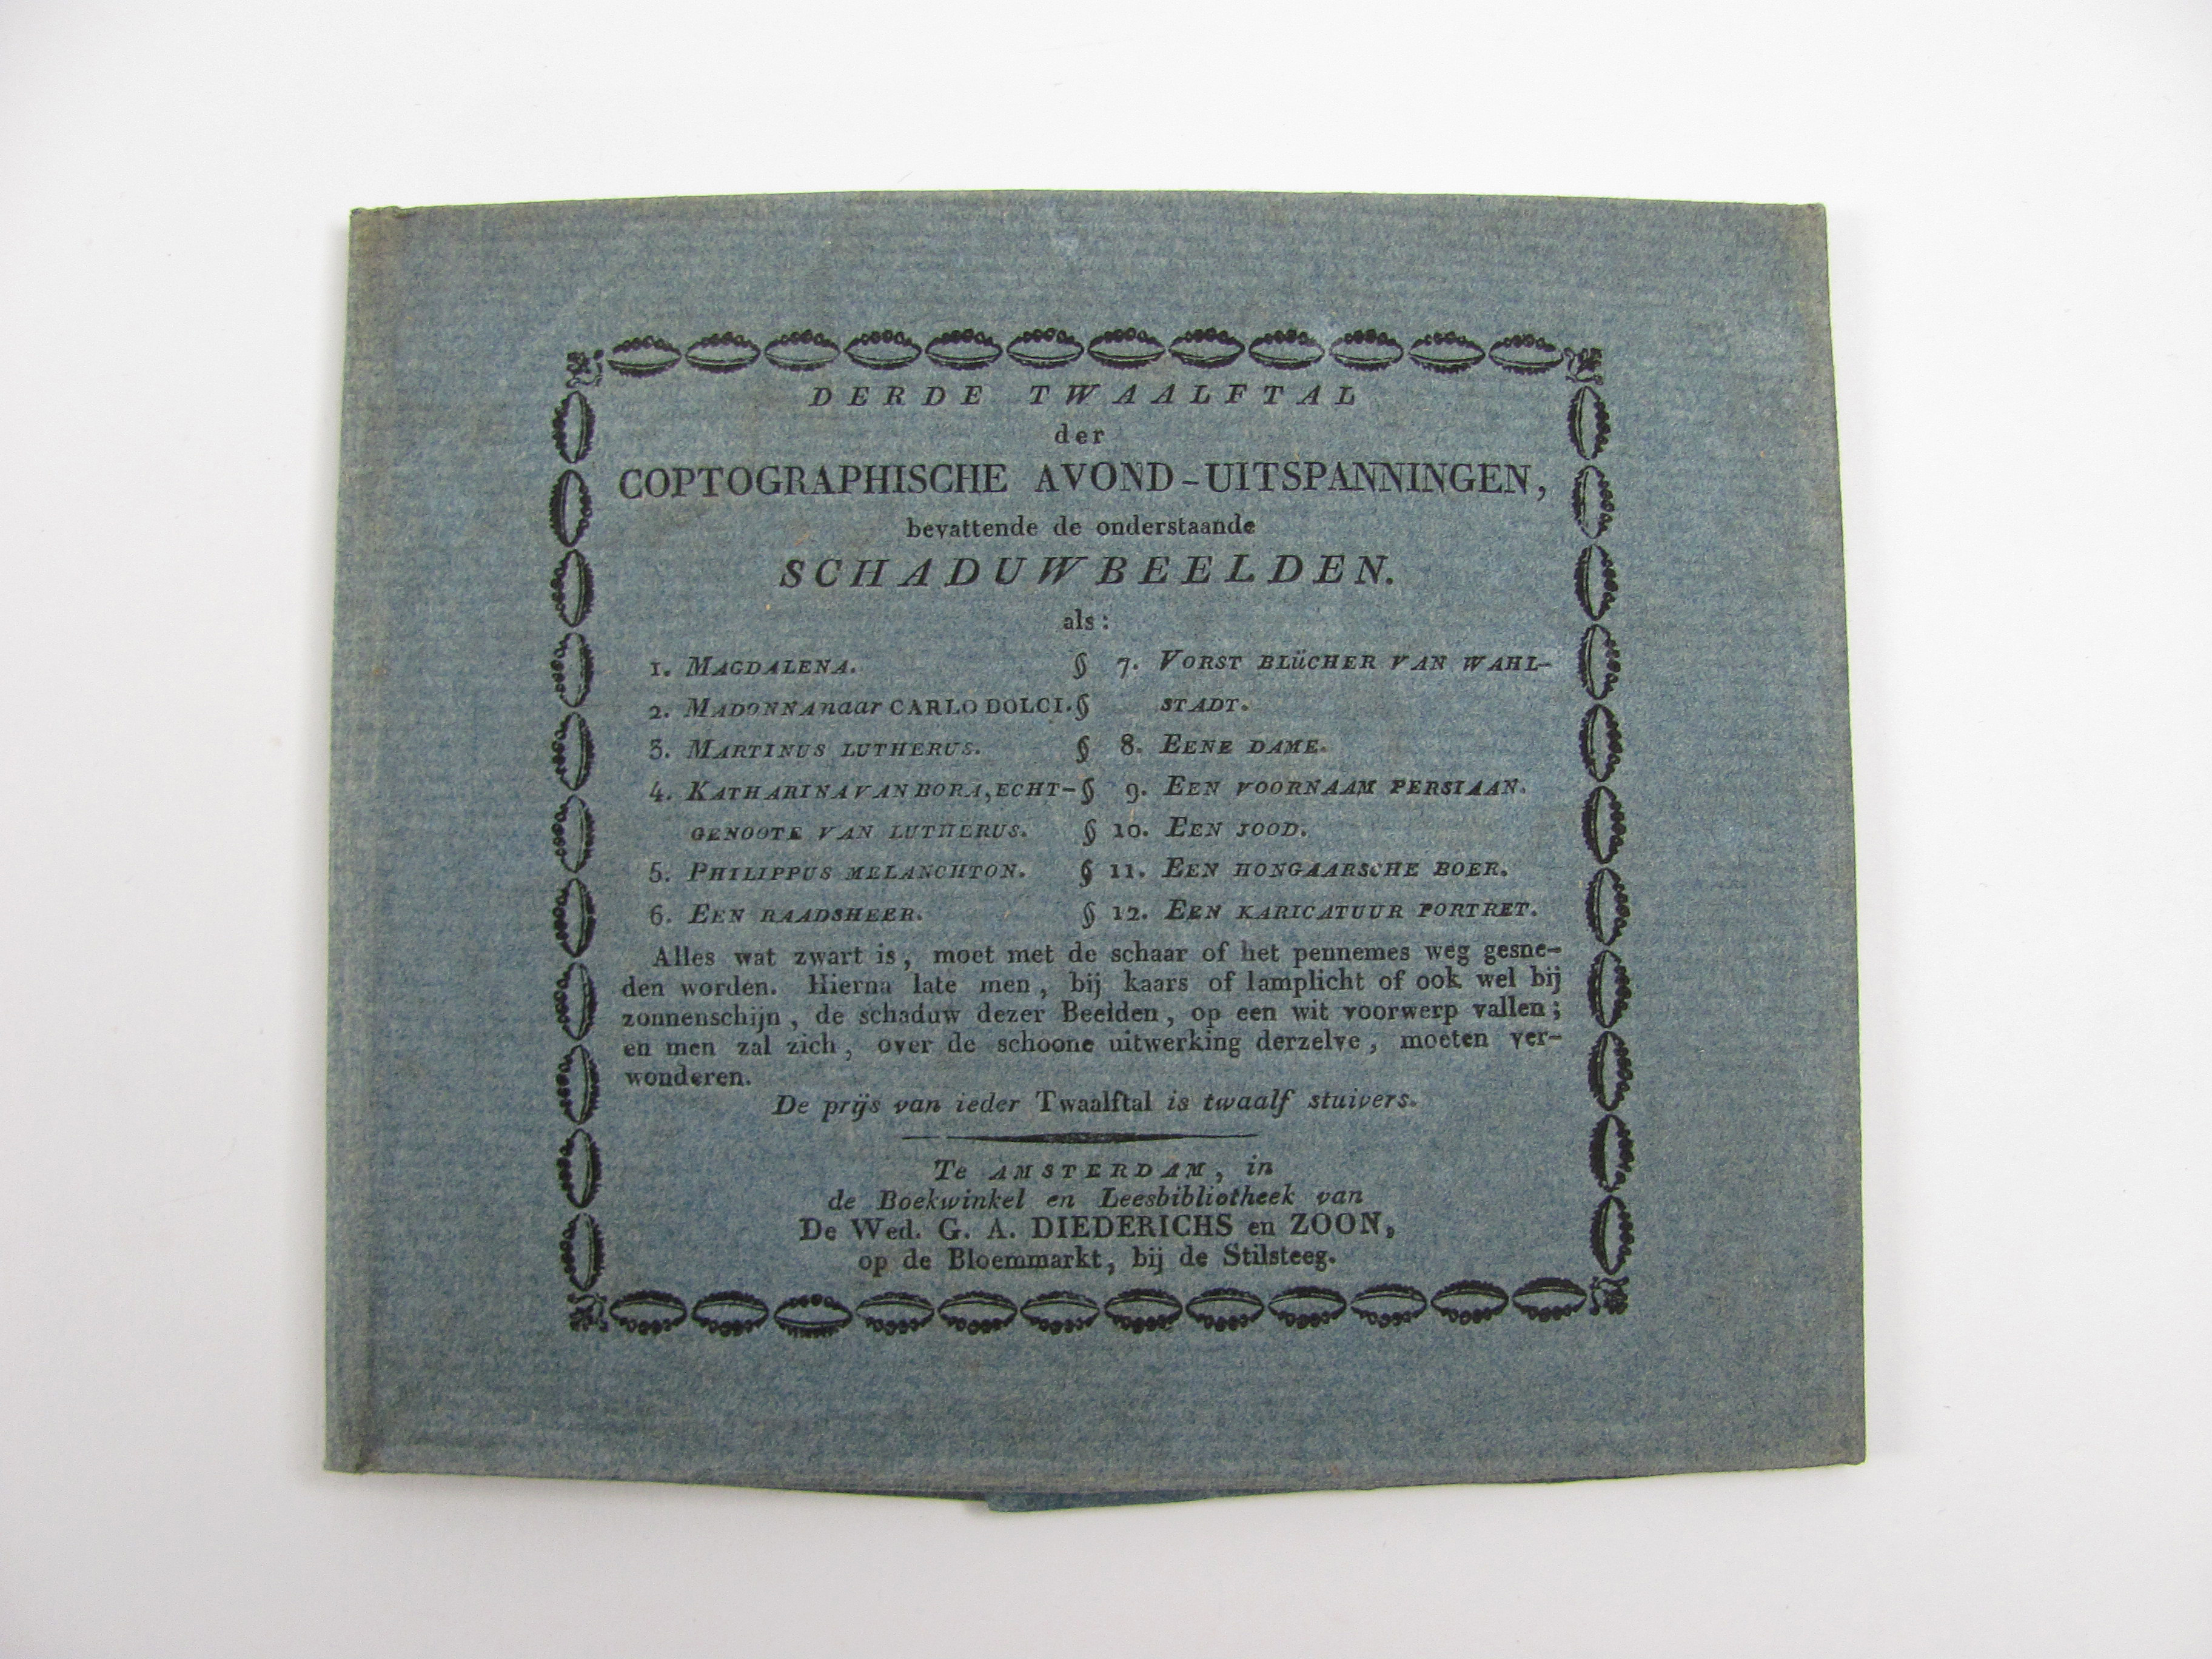 DERDE TWAALFTAL
der
COPTOGRAPHISCHE AVOND-UITSPANNINGEN,
bevattende de onderstaande
SCHADUWBEELDEN.
als:
1. MAGDALENA.
2. MADONNA naar CARLO DOLCI.
3. MARTINUS LUTHERUS.
4. KATHARINA VAN BORA, ECHT-
GENOOTE VAN LUTHERUS.
5. PHILIPPUS MELANCHTON.
6. EEN RAADSHEER.
§
§
§
§
§
§
§
7. VORST BLÜCHER VAN WAHL-
STADT.
8. EENE DAME.
9. EEN VOORNAAM PERSIAAN.
10. EEN JOOD.
11. EEN HONGAARSCHE BOER.
12. EEN KARICATUUR PORTRET.
Alles wat zwart is, moet met de schaar of het pennemes weg gesne-
den worden. Hierna late men, bij kaars of lamplicht of ook wel bij
zonnenschijn, de schaduw dezer Beelden, op een wit voorwerp vallen;
en men zal zich, over de schoone uitwerking derzelve, moeten ver-
wonderen.
De prijs van ieder Twaalftal is twaalf stuivers.
Te AMSTERDAM, in
de Boekwinkel en Leesbibliotheek van
De Wed. G. A. DIEDERICHS en ZOON,
op de Bloemmarkt, bij de Stilsteeg.